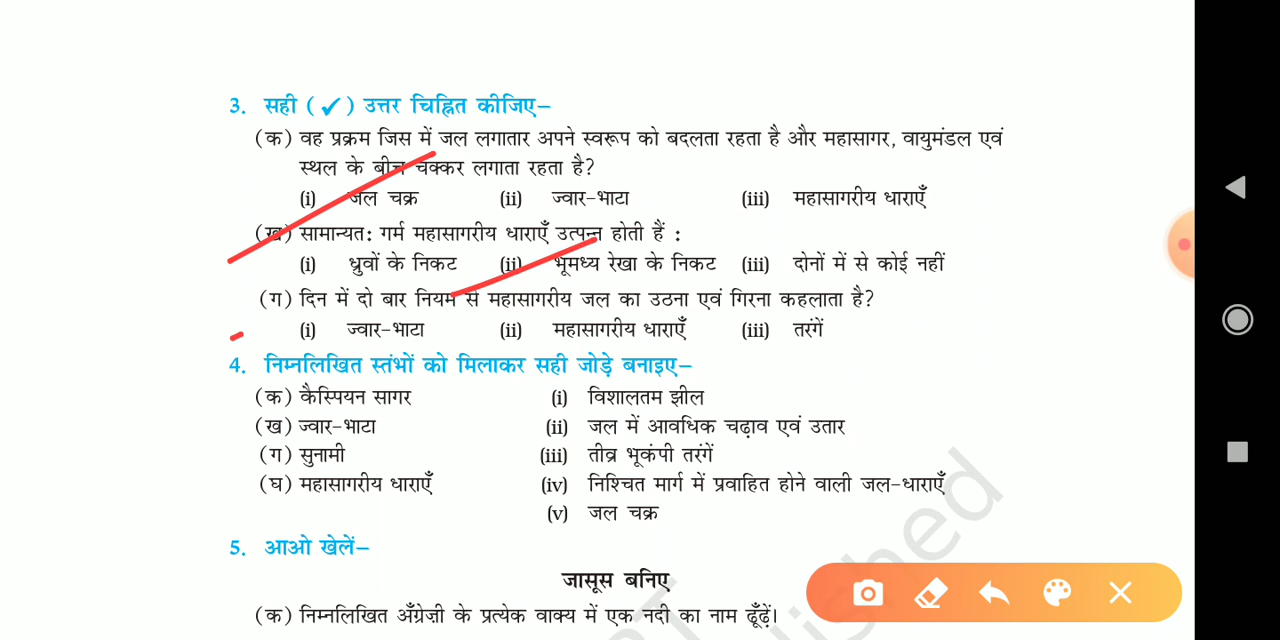 3. सही ( ✓ ) उत्तर चिह्नित कीजिए–
(क) वह प्रक्रम जिस में जल लगातार अपने स्वरूप को बदलता रहता है और महासागर, वायुमंडल एवं
स्थल के बीच चक्कर लगाता रहता है?
(i) जल चक्र (ii) ज्वार-भाटा (iii) महासागरीय धाराएँ
(ख) सामान्यत: गर्म महासागरीय धाराएँ उत्पन्न होती हैं :
(i) ध्रुवों के निकट (ii) भूमध्य रेखा के निकट (iii) दोनों में से कोई नहीं
(ग) दिन में दो बार नियम से महासागरीय जल का उठना एवं गिरना कहलाता है?
(i) ज्वार-भाटा (ii) महासागरीय धाराएँ (iii) तरंगें
4. निम्नलिखित स्तंभों को मिलाकर सही जोड़े बनाइए–
(क) कैस्पियन सागर (i) विशालतम झील
(ख) ज्वार-भाटा (ii) जल में आवधिक चढ़ाव एवं उतार
(ग) सुनामी (iii) तीव्र भूकंपी तरंगें
(घ) महासागरीय धाराएँ (iv) निश्चित मार्ग में प्रवाहित होने वाली जल-धाराएँ
(v) जल चक्र
5. आओ खेलें–
जासूस बनिए
(क) निम्नलिखित अँग्रेज़ी के प्रत्येक वाक्य में एक नदी का नाम ढूँढ़ें।